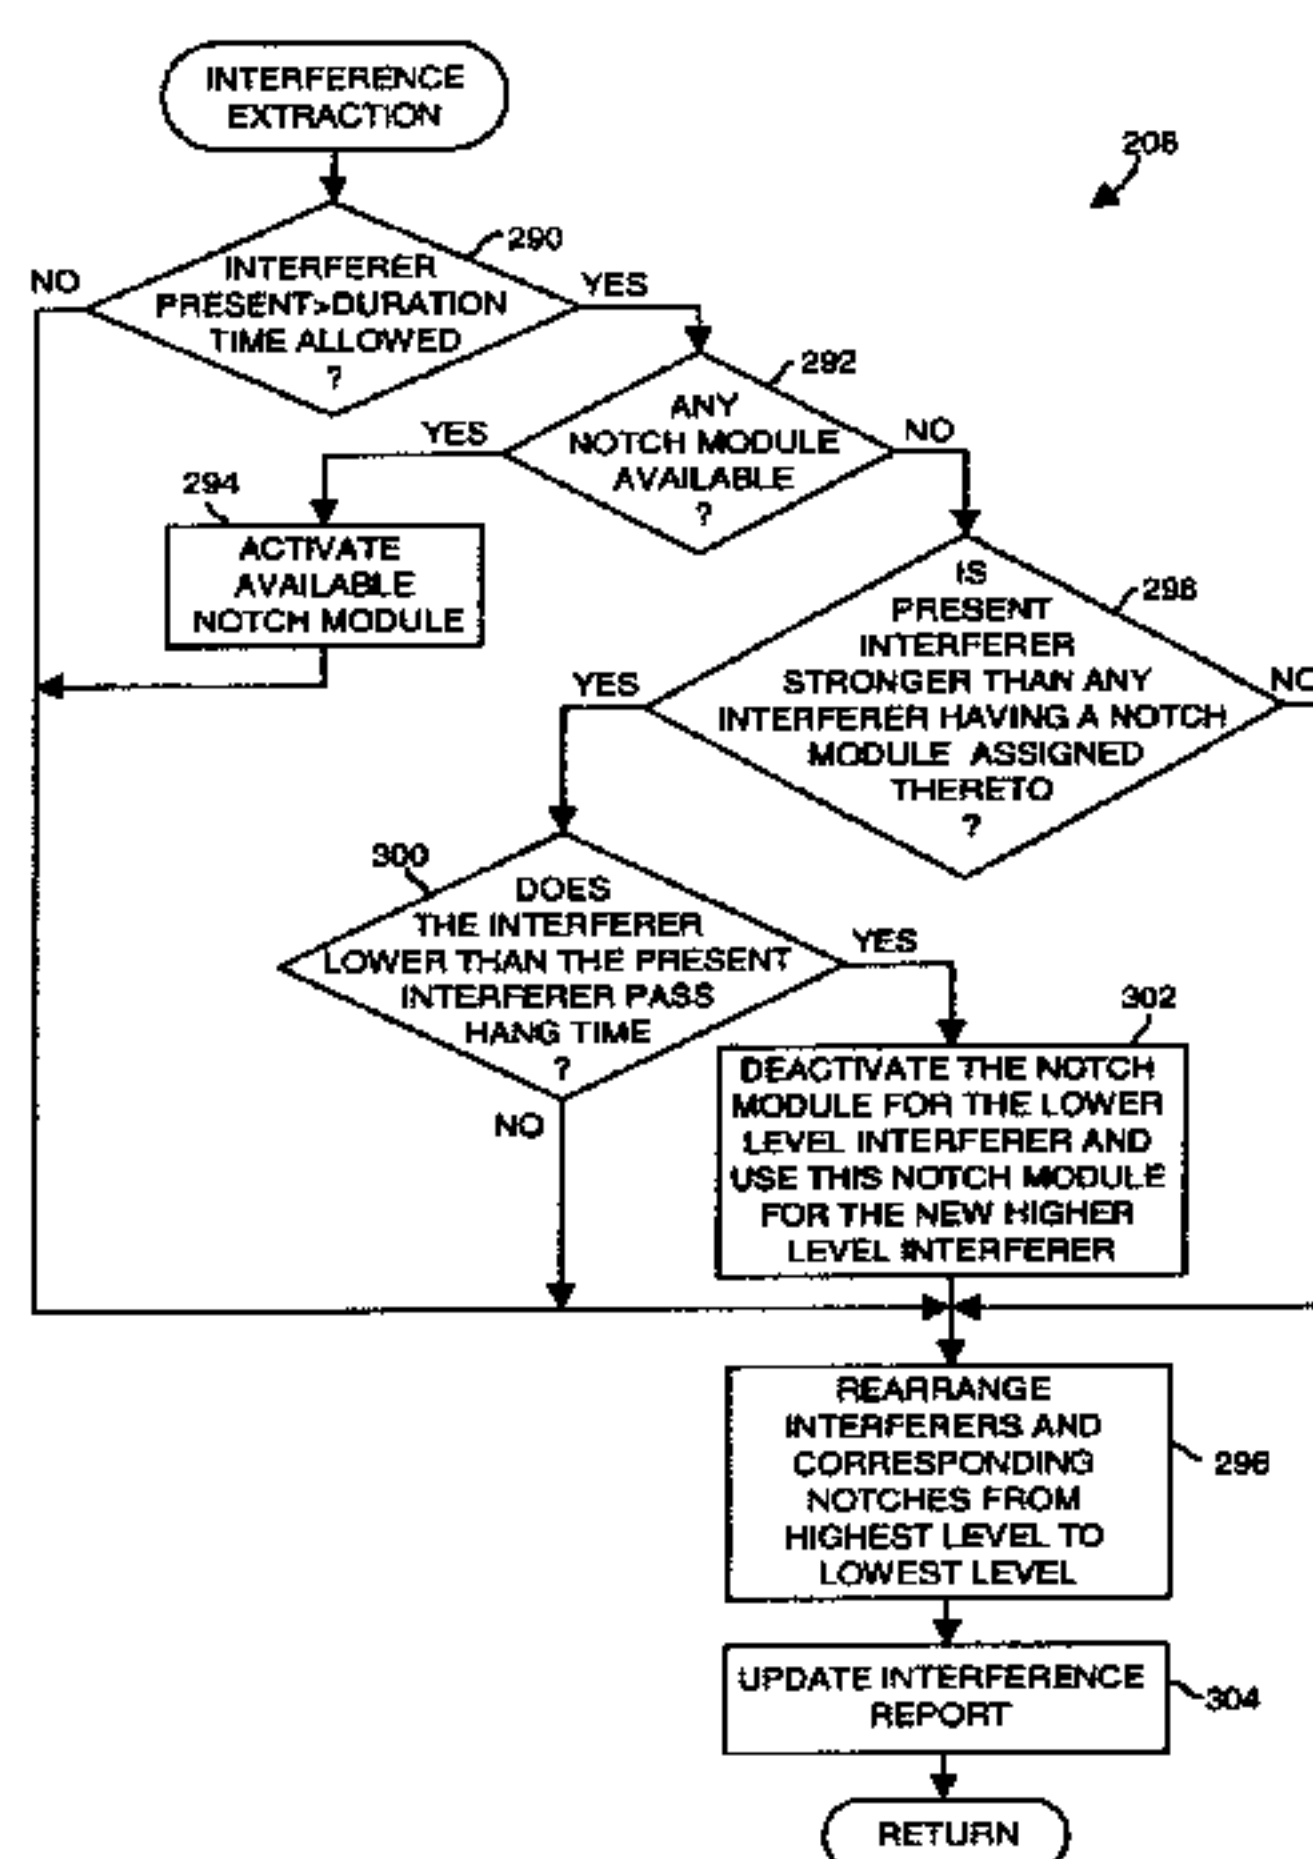 INTERFERENCE
EXTRACTION
208
290
NO
INTERFERER
PRESENT>DURATION
TIME ALLOWED
?
YES
292
YES
ANY
NOTCH MODULE
AVAILABLE
?
NO
294
ACTIVATE
AVAILABLE
NOTCH MODULE
298
IS
PRESENT
INTERFERER
STRONGER THAN ANY
INTERFERER HAVING A NOTCH
MODULE ASSIGNED
THERETO
?
YES
NO
300
DOES
THE INTERFERER
LOWER THAN THE PRESENT
INTERFERER PASS
HANG TIME
?
YES
NO
302
DEACTIVATE THE NOTCH
MODULE FOR THE LOWER
LEVEL INTERFERER AND
USE THIS NOTCH MODULE
FOR THE NEW HIGHER
LEVEL INTERFERER
REARRANGE
INTERFERERS AND
CORRESPONDING
NOTCHES FROM
HIGHEST LEVEL TO
LOWEST LEVEL
296
UPDATE INTERFERENCE
REPORT
304
RETURN